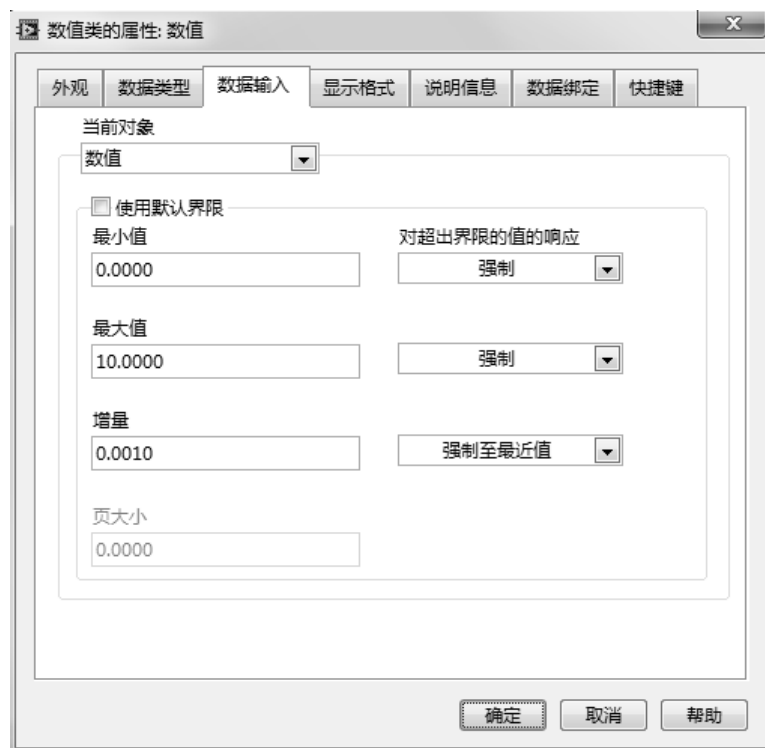 数值类的属性: 数值
外观 数据类型 数据输入 显示格式 说明信息 数据绑定 快捷键
当前对象
数值
使用默认界限
最小值 对超出界限的值的响应
0.0000 强制
最大值
10.0000 强制
增量
0.0010 强制至最近值
页大小
0.0000
确定 取消 帮助